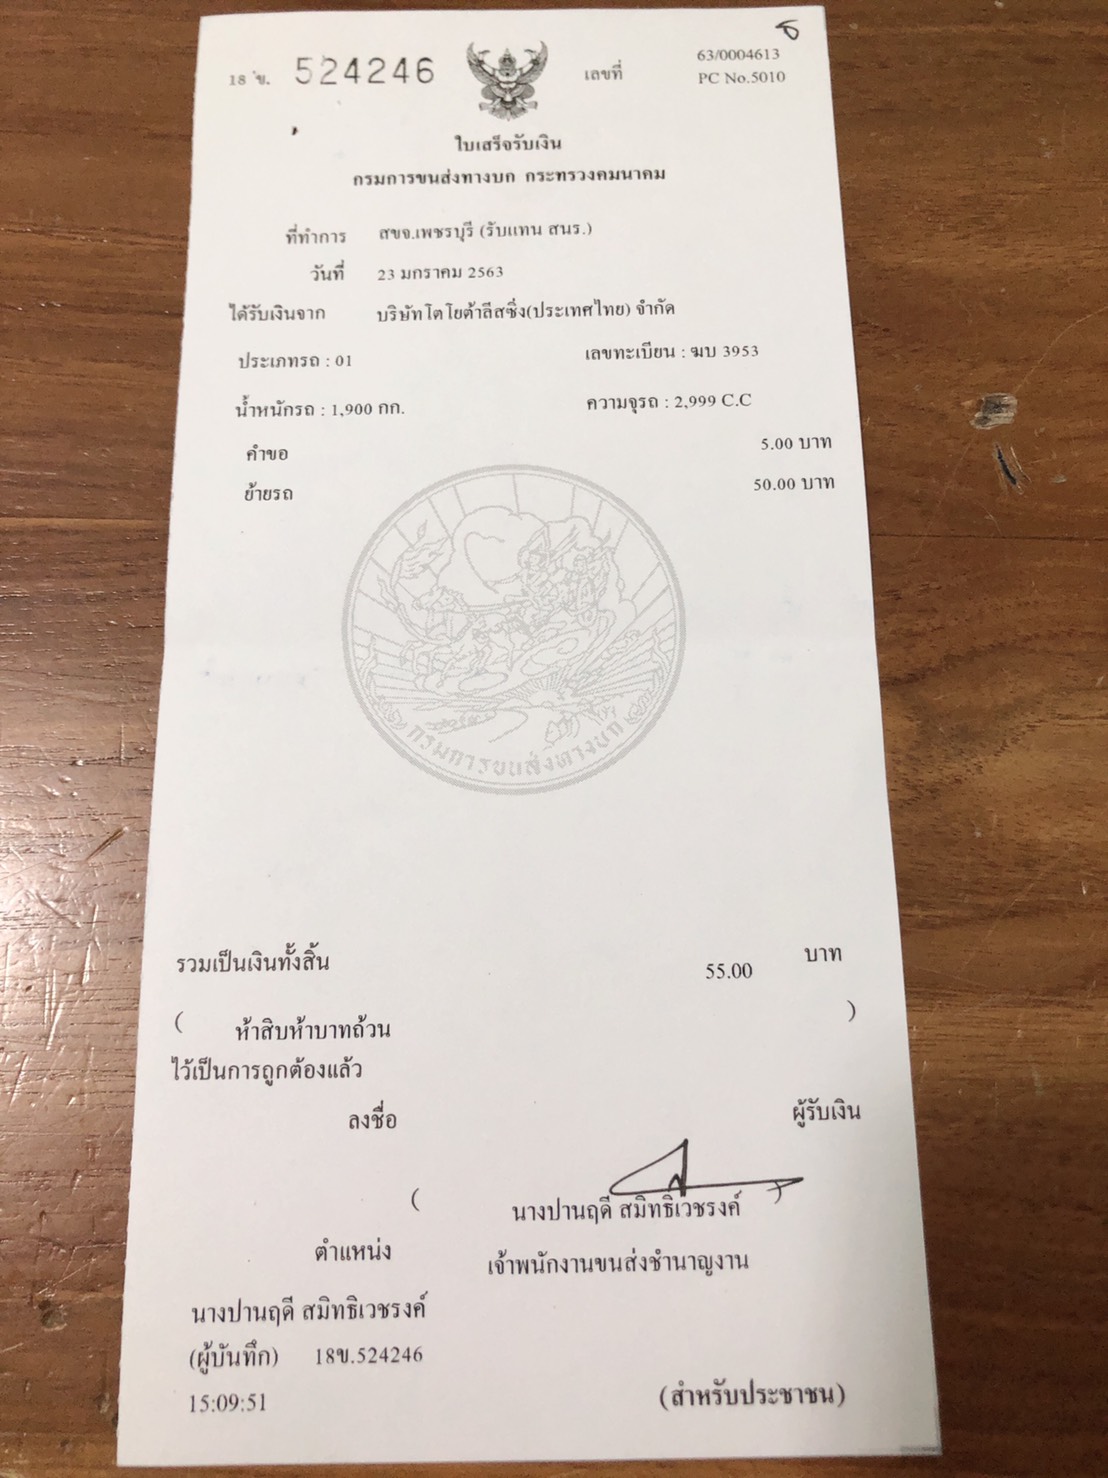 18 ข. 524246 เลขที่ 63/0004613
PC No.5010
ใบเสร็จรับเงิน
กรมการขนส่งทางบก กระทรวงคมนาคม
ที่ทำการ สขจ.เพชรบุรี (รับแทน สนร.)
วันที่ 23 มกราคม 2563
ได้รับเงินจาก บริษัทโตโยต้าลีสซิ่ง(ประเทศไทย) จำกัด
ประเภทรถ : 01 เลขทะเบียน : ฆบ 3953
น้ำหนักรถ : 1,900 กก. ความจุรถ : 2,999 C.C
คำขอ 5.00 บาท
ย้ายรถ 50.00 บาท
กรมการขนส่งทางบก
รวมเป็นเงินทั้งสิ้น 55.00 บาท
( ห้าสิบห้าบาทถ้วน )
ไว้เป็นการถูกต้องแล้ว
ลงชื่อ ผู้รับเงิน
( นางปานฤดี สมิทธิเวชรงค์ )
ตำแหน่ง เจ้าพนักงานขนส่งชำนาญงาน
นางปานฤดี สมิทธิเวชรงค์
(ผู้บันทึก) 18ข.524246
15:09:51 (สำหรับประชาชน)